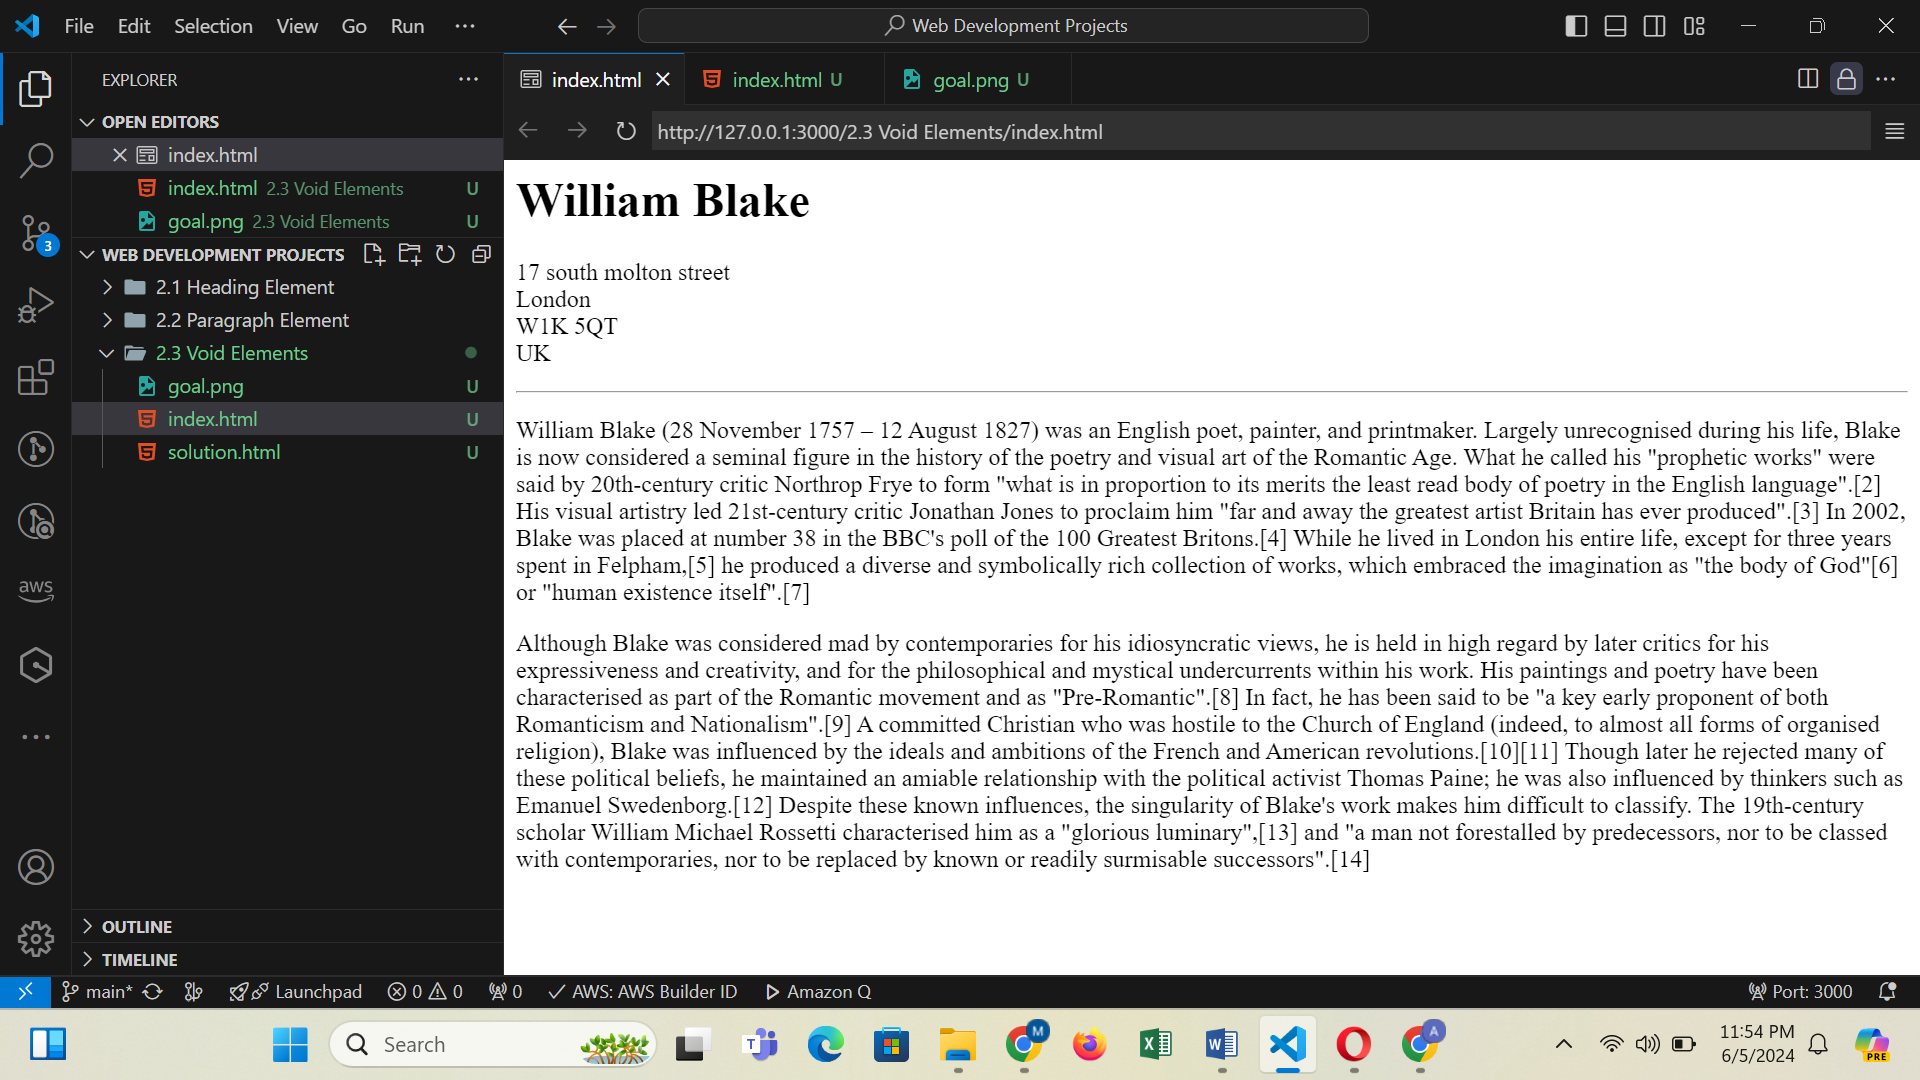 File Edit Selection View Go Run ···
Web Development Projects
EXPLORER
OPEN EDITORS
index.html
index.html 2.3 Void Elements U
goal.png 2.3 Void Elements U
WEB DEVELOPMENT PROJECTS
2.1 Heading Element
2.2 Paragraph Element
2.3 Void Elements
goal.png U
index.html U
solution.html U
3
aws
OUTLINE
TIMELINE
index.html
index.html U
goal.png U
http://127.0.0.1:3000/2.3 Void Elements/index.html
William Blake
17 south molton street
London
W1K 5QT
UK
William Blake (28 November 1757 – 12 August 1827) was an English poet, painter, and printmaker. Largely unrecognised during his life, Blake
is now considered a seminal figure in the history of the poetry and visual art of the Romantic Age. What he called his "prophetic works" were
said by 20th-century critic Northrop Frye to form "what is in proportion to its merits the least read body of poetry in the English language".[2]
His visual artistry led 21st-century critic Jonathan Jones to proclaim him "far and away the greatest artist Britain has ever produced".[3] In 2002,
Blake was placed at number 38 in the BBC's poll of the 100 Greatest Britons.[4] While he lived in London his entire life, except for three years
spent in Felpham,[5] he produced a diverse and symbolically rich collection of works, which embraced the imagination as "the body of God"[6]
or "human existence itself".[7]
Although Blake was considered mad by contemporaries for his idiosyncratic views, he is held in high regard by later critics for his
expressiveness and creativity, and for the philosophical and mystical undercurrents within his work. His paintings and poetry have been
characterised as part of the Romantic movement and as "Pre-Romantic".[8] In fact, he has been said to be "a key early proponent of both
Romanticism and Nationalism".[9] A committed Christian who was hostile to the Church of England (indeed, to almost all forms of organised
religion), Blake was influenced by the ideals and ambitions of the French and American revolutions.[10][11] Though later he rejected many of
these political beliefs, he maintained an amiable relationship with the political activist Thomas Paine; he was also influenced by thinkers such as
Emanuel Swedenborg.[12] Despite these known influences, the singularity of Blake's work makes him difficult to classify. The 19th-century
scholar William Michael Rossetti characterised him as a "glorious luminary",[13] and "a man not forestalled by predecessors, nor to be classed
with contemporaries, nor to be replaced by known or readily surmisable successors".[14]
main* Launchpad 0 0 0 AWS: AWS Builder ID Amazon Q Port: 3000
Search
T M X W A
11:54 PM
6/5/2024
PRE